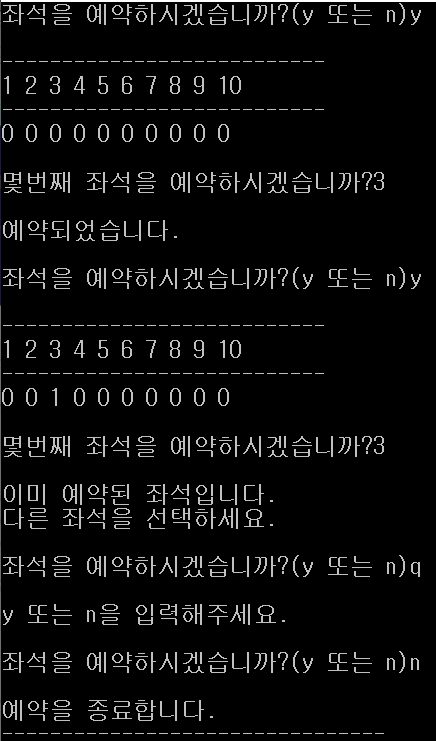 좌석을 예약하시겠습니까?(y 또는 n)y
---------------------------
1 2 3 4 5 6 7 8 9 10
---------------------------
0 0 0 0 0 0 0 0 0 0
몇번째 좌석을 예약하시겠습니까?3
예약되었습니다.
좌석을 예약하시겠습니까?(y 또는 n)y
---------------------------
1 2 3 4 5 6 7 8 9 10
---------------------------
0 0 1 0 0 0 0 0 0 0
몇번째 좌석을 예약하시겠습니까?3
이미 예약된 좌석입니다.
다른 좌석을 선택하세요.
좌석을 예약하시겠습니까?(y 또는 n)q
y 또는 n을 입력해주세요.
좌석을 예약하시겠습니까?(y 또는 n)n
예약을 종료합니다.
--------------------------------